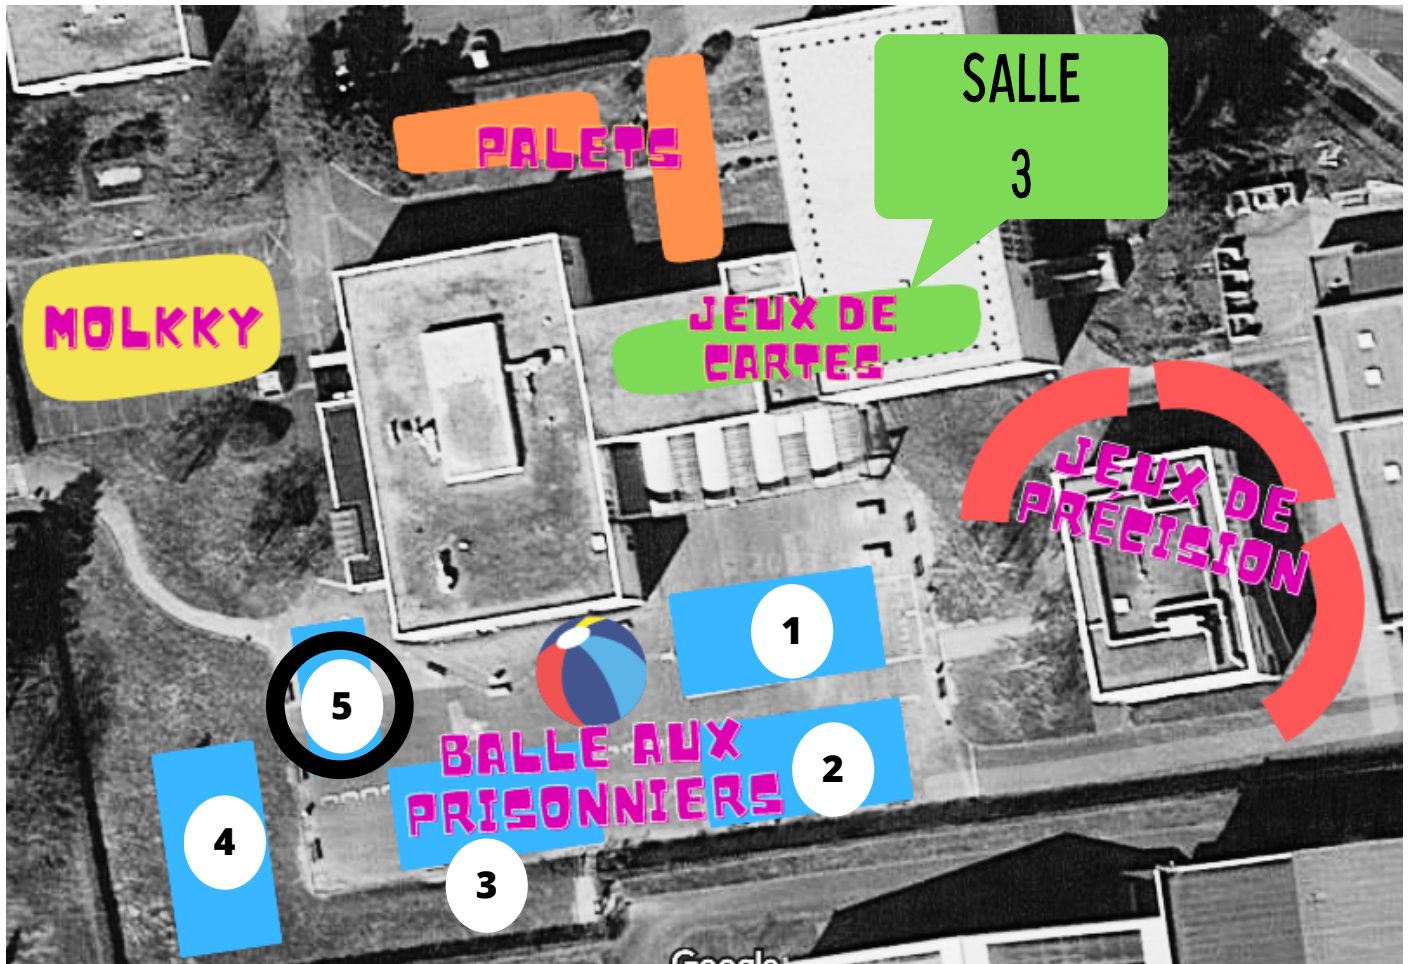 SALLE
3
PALETS
MOLKKY
JEUX DE
CARTES
JEUX DE
PRÉCISION
1
5
BALLE AUX
PRISONNIERS
2
4
3
Google